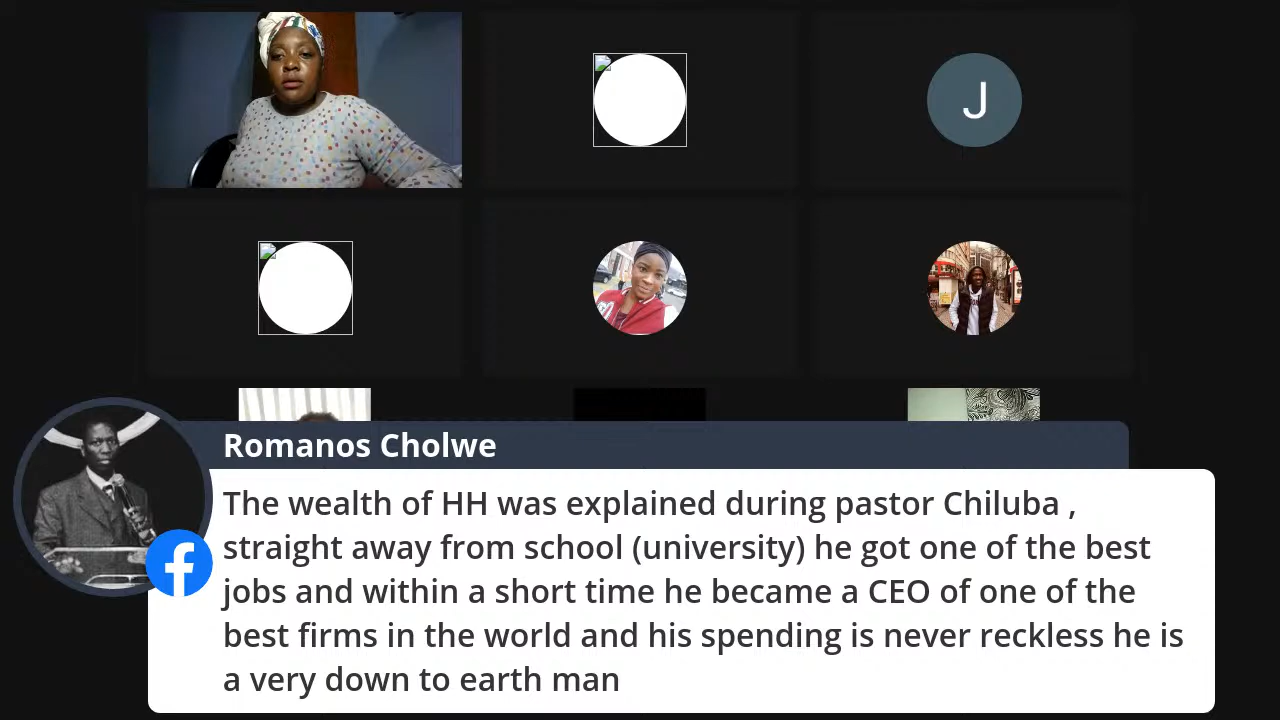 J
Romanos Cholwe
The wealth of HH was explained during pastor Chiluba ,
straight away from school (university) he got one of the best
jobs and within a short time he became a CEO of one of the
best firms in the world and his spending is never reckless he is
a very down to earth man